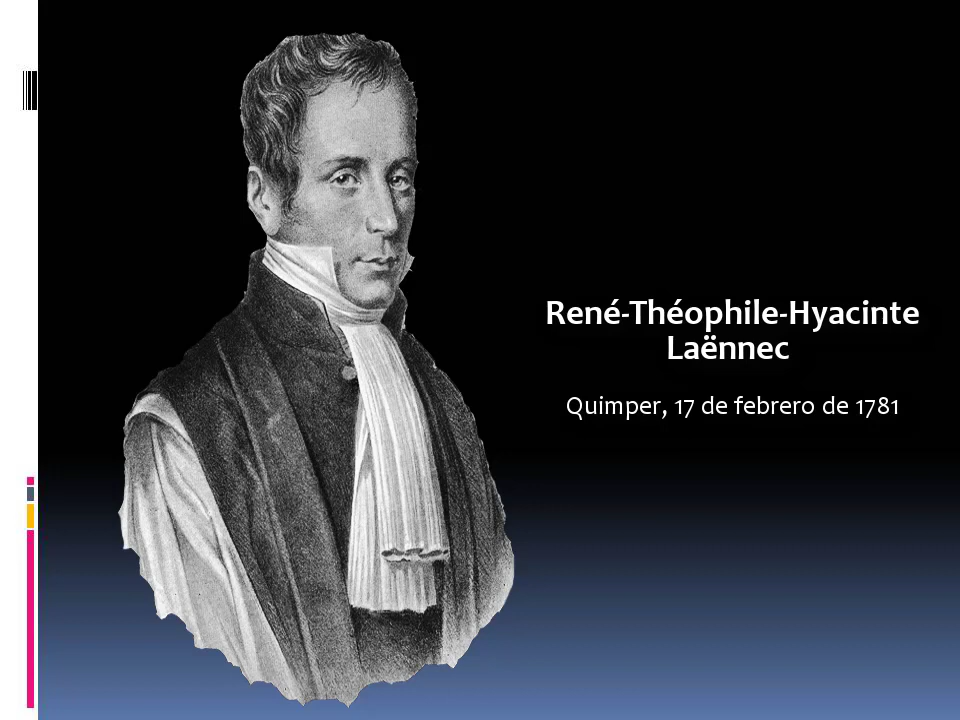 René-Théophile-Hyacinte
Laënnec
Quimper, 17 de febrero de 1781